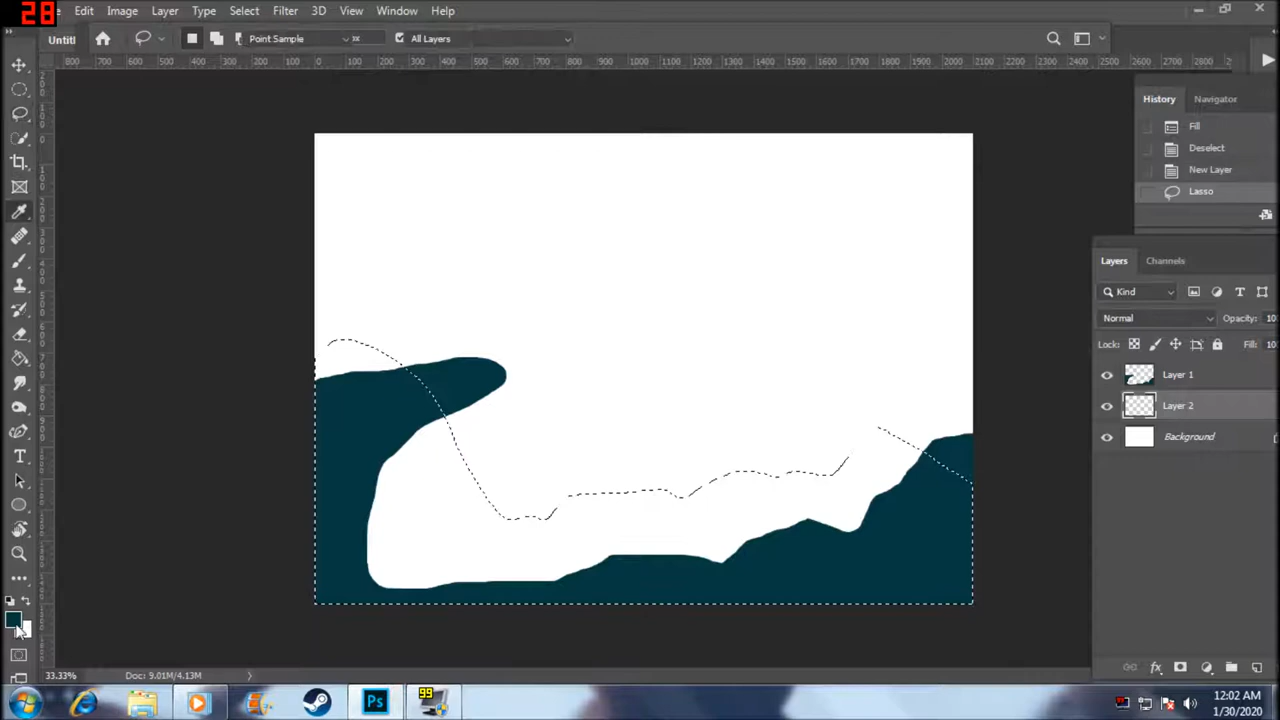 28
Edit Image Layer Type Select Filter 3D View Window Help
Untitl
Point Sample
All Layers
800 700 600 500 400 300 200 100 0 100 200 300 400 500 600 700 800 900 1000 1100 1200 1300 1400 1500 1600 1700 1800 1900 2000 2100 2200 2300 2400 2500 2600 2700 2800
History Navigator
Fill
Deselect
New Layer
Lasso
Layers Channels
Kind
Normal Opacity: 10
Lock: Fill: 10
Layer 1
Layer 2
Background
33.33% Doc: 9.01M/4.13M
Ps
99
12:02 AM
1/30/2020